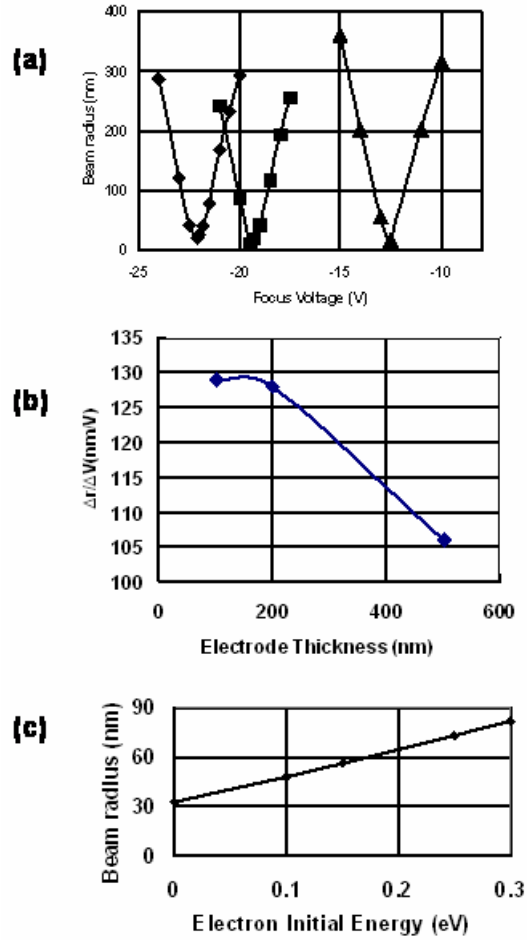 (a)
400
300
200
100
0
Beam radius (nm)
-25 -20 -15 -10
Focus Voltage (V)
(b)
135
130
125
120
115
110
105
100
Δr/ΔV(nm/V)
0 200 400 600
Electrode Thickness (nm)
(c)
90
60
30
0
Beam radius (nm)
0 0.1 0.2 0.3
Electron Initial Energy (eV)